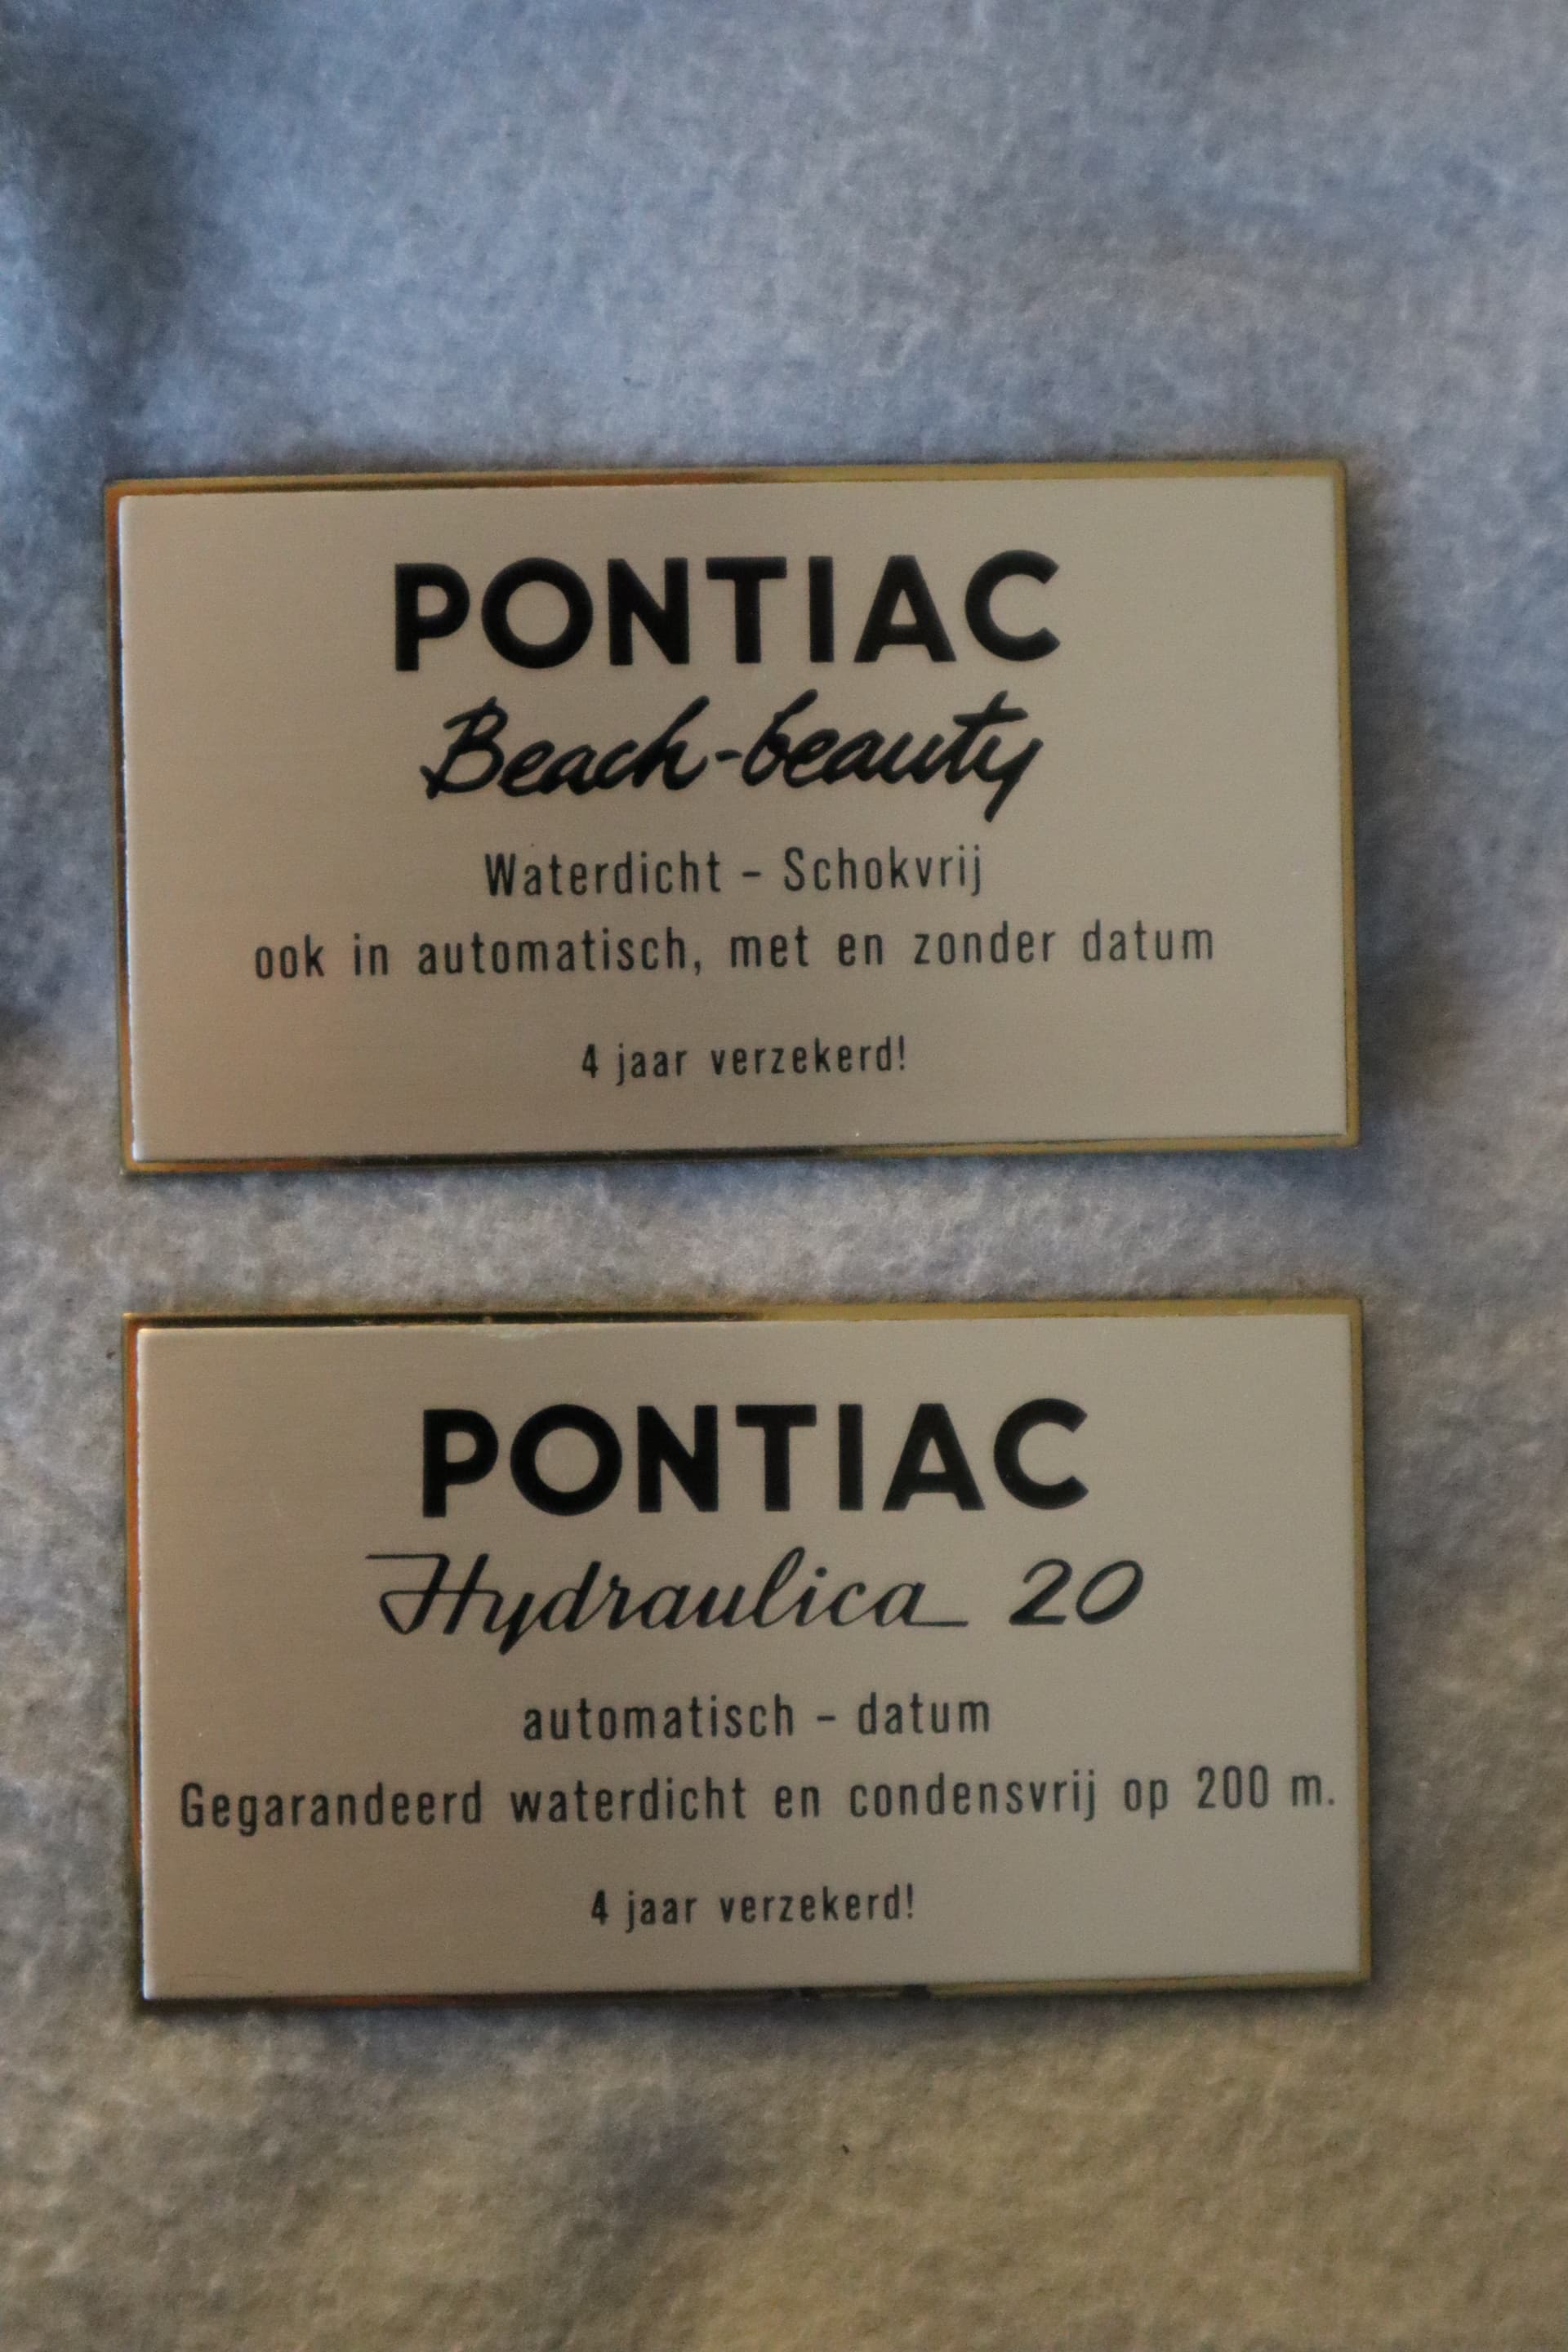 PONTIAC
Beach-beauty
Waterdicht - Schokvrij
ook in automatisch, met en zonder datum
4 jaar verzekerd!
PONTIAC
Hydraulica 20
automatisch - datum
Gegarandeerd waterdicht en condensvrij op 200 m.
4 jaar verzekerd!